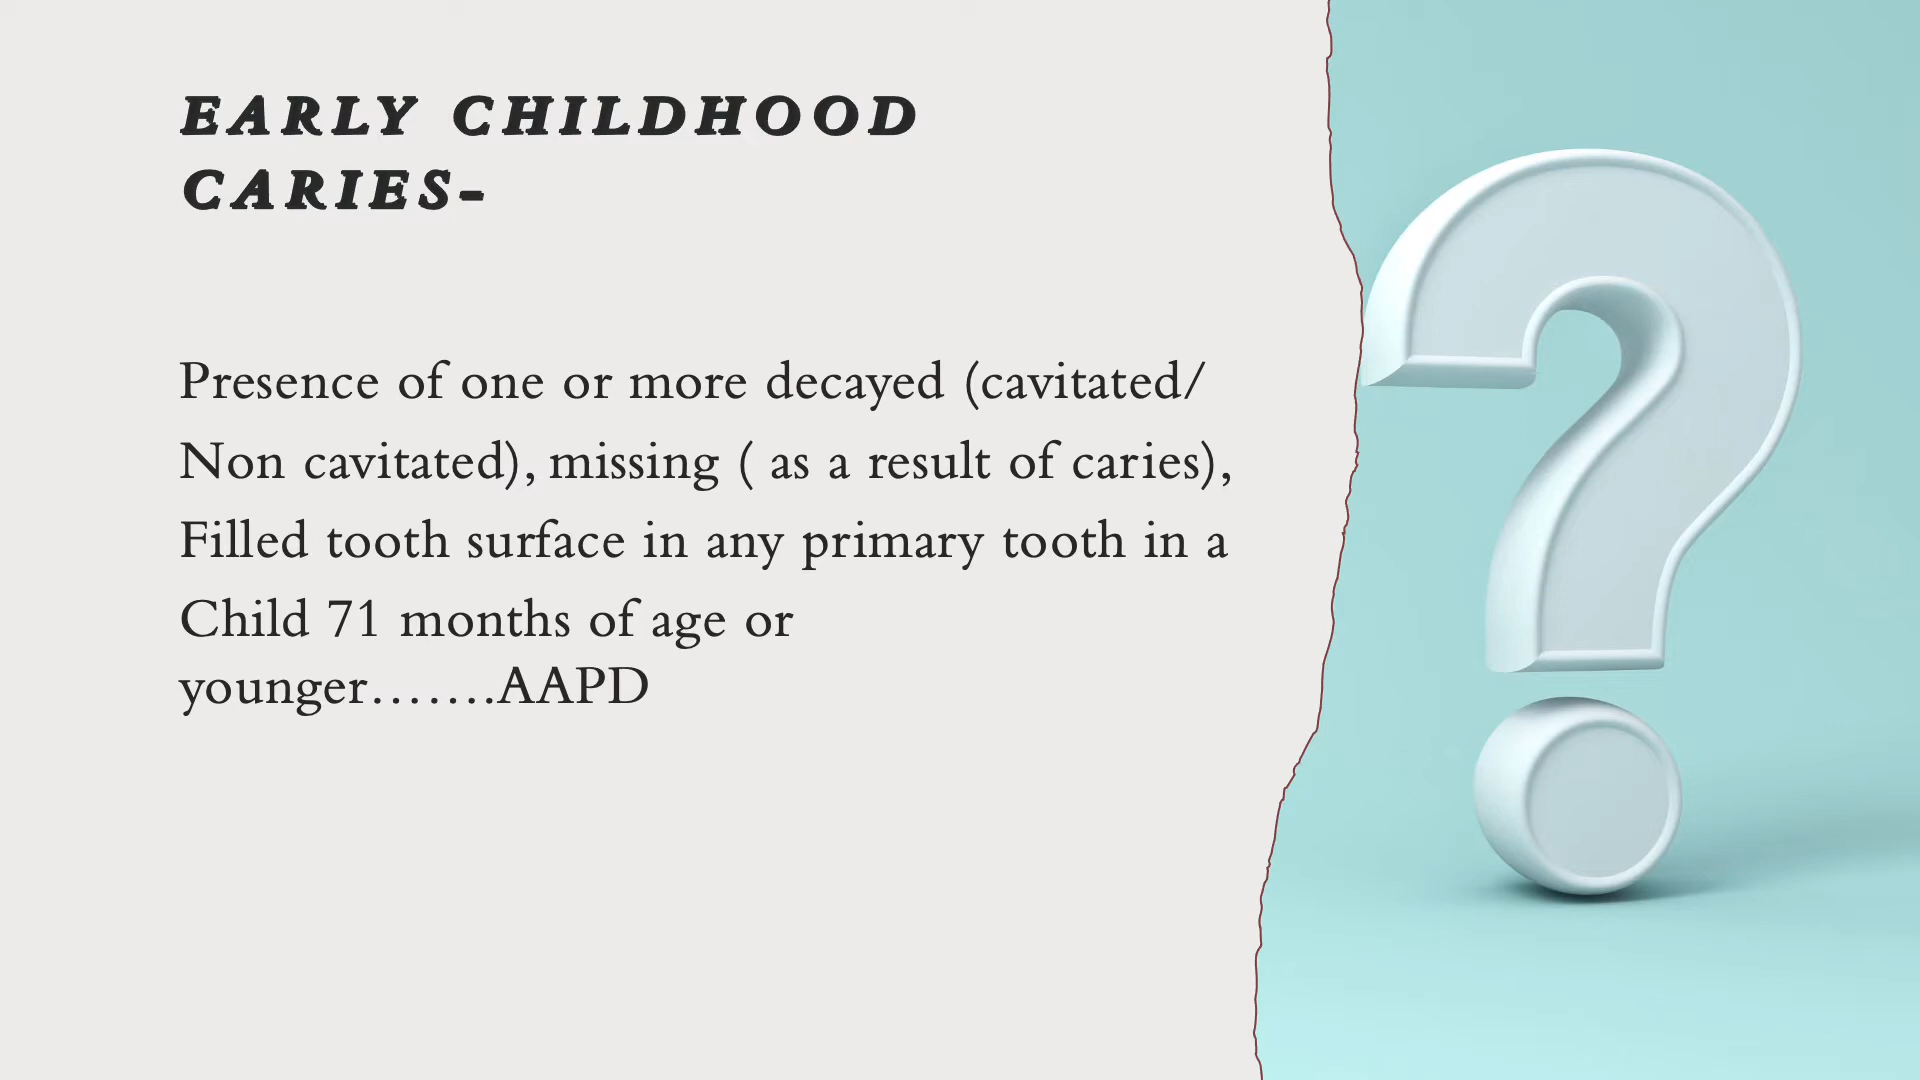 EARLY CHILDHOOD
CARIES-
Presence of one or more decayed (cavitated/
Non cavitated), missing ( as a result of caries),
Filled tooth surface in any primary tooth in a
Child 71 months of age or
younger…….AAPD